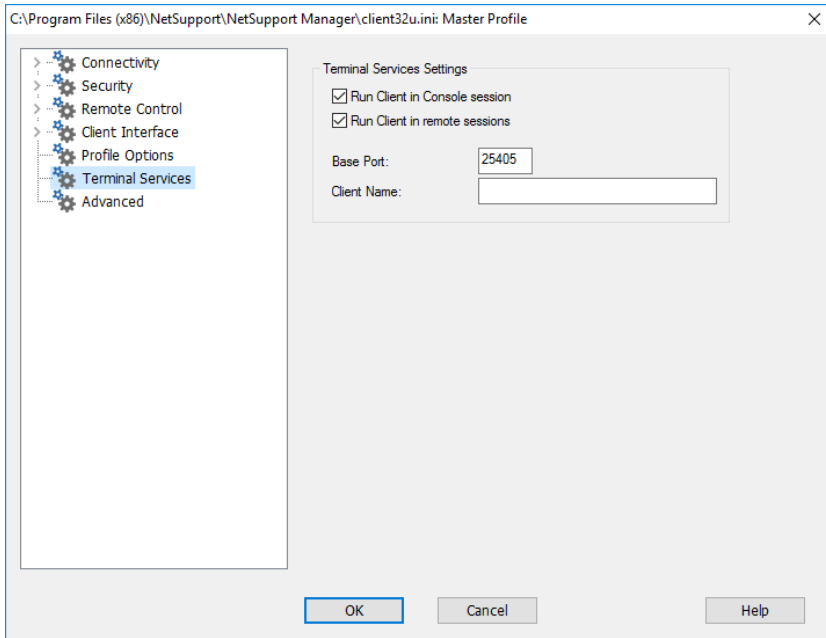 C:\Program Files (x86)\NetSupport\NetSupport Manager\client32u.ini: Master Profile
Connectivity
Security
Remote Control
Client Interface
Profile Options
Terminal Services
Advanced
Terminal Services Settings
Run Client in Console session
Run Client in remote sessions
Base Port: 25405
Client Name:
OK Cancel Help